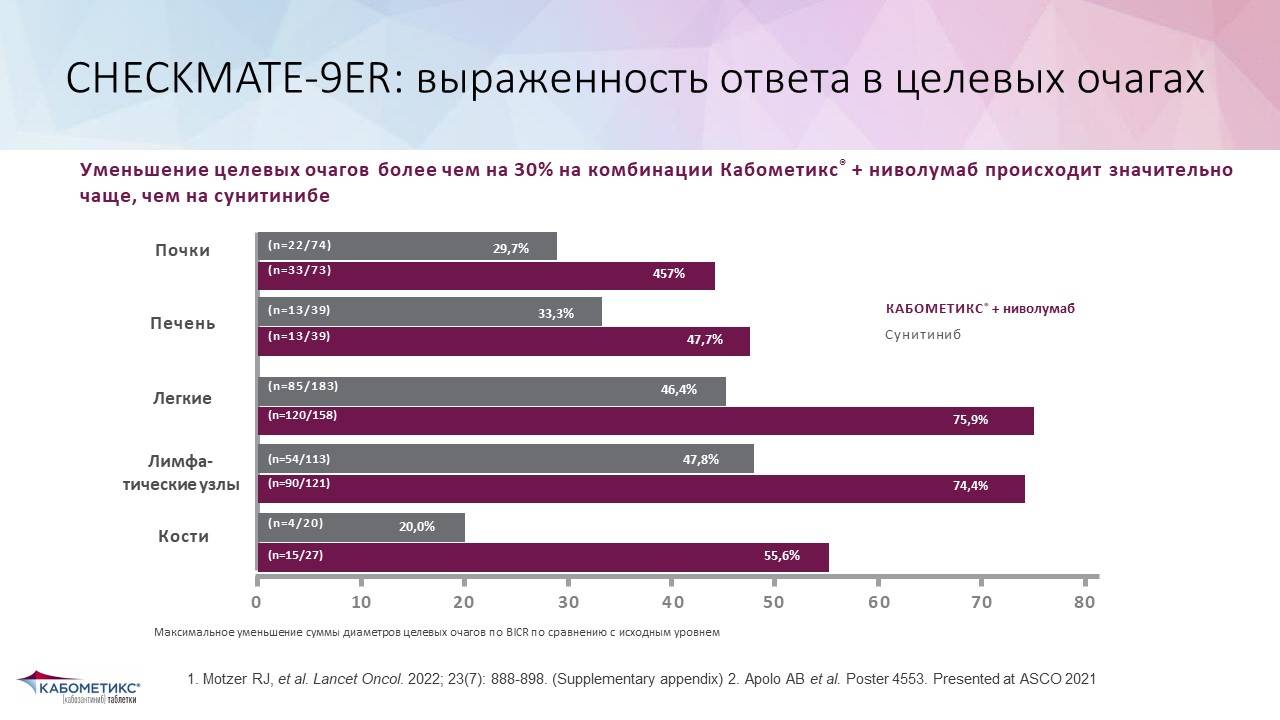 CHECKMATE-9ER: выраженность ответа в целевых очагах
Уменьшение целевых очагов более чем на 30% на комбинации Кабометикс® + ниволумаб происходит значительно
чаще, чем на сунитинибе
Почки
(n=22/74) 29,7%
(n=33/73) 457%
Печень
(n=13/39) 33,3%
(n=13/39) 47,7%
КАБОМЕТИКС® + ниволумаб
Сунитиниб
Легкие
(n=85/183) 46,4%
(n=120/158) 75,9%
Лимфа-
тические узлы
(n=54/113) 47,8%
(n=90/121) 74,4%
Кости
(n=4/20) 20,0%
(n=15/27) 55,6%
0 10 20 30 40 50 60 70 80
Максимальное уменьшение суммы диаметров целевых очагов по BICR по сравнению с исходным уровнем
КАБОМЕТИКС®
(кабозантиниб) таблетки
1. Motzer RJ, et al. Lancet Oncol. 2022; 23(7): 888-898. (Supplementary appendix) 2. Apolo AB et al. Poster 4553. Presented at ASCO 2021